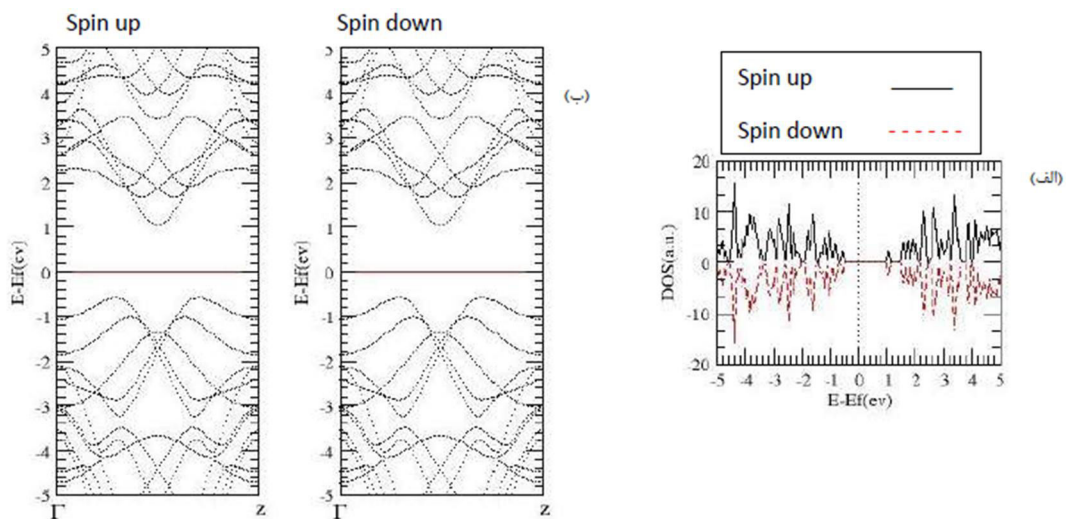 Spin up
Spin down
5
4
3
2
1
0
-1
-2
-3
-4
-5
E-Ef(ev)
Γ
z
5
4
3
2
1
0
-1
-2
-3
-4
-5
E-Ef(ev)
Γ
z
(ب)
Spin up
Spin down
(الف)
20
10
0
-10
-20
DOS(a.u.)
-5 -4 -3 -2 -1 0 1 2 3 4 5
E-Ef(ev)